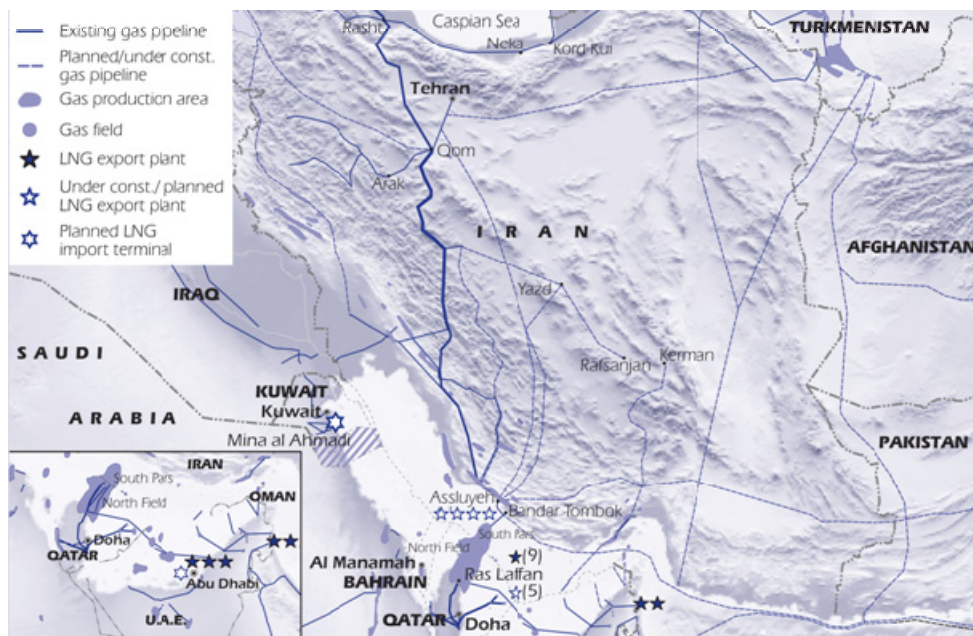 Existing gas ppeline
Planned/under const.
gas pipeline
Gas production area
Gas field
LNG export plant
Under const./planned
LNG export plant
Planned LNG
import terminal
Caspian Sea
Rasht
Neka
Kord Kui
TURKMENISTAN
Tehran
Qom
Arak
I R A N
AFGHANISTAN
IRAQ
Yazd
S A U D I
Rafsanjan
Kerman
KUWAIT
Kuwait
A R A B I A
Mina al Ahmadi
PAKISTAN
Assluyeh
Bandar Tombok
South Pars
North Field
(9)
Al Manamah
BAHRAIN
Ras Laffan
(5)
QATAR
Doha
IRAN
South Pars
OMAN
North Field
Doha
QATAR
Abu Dhabi
U.A.E.